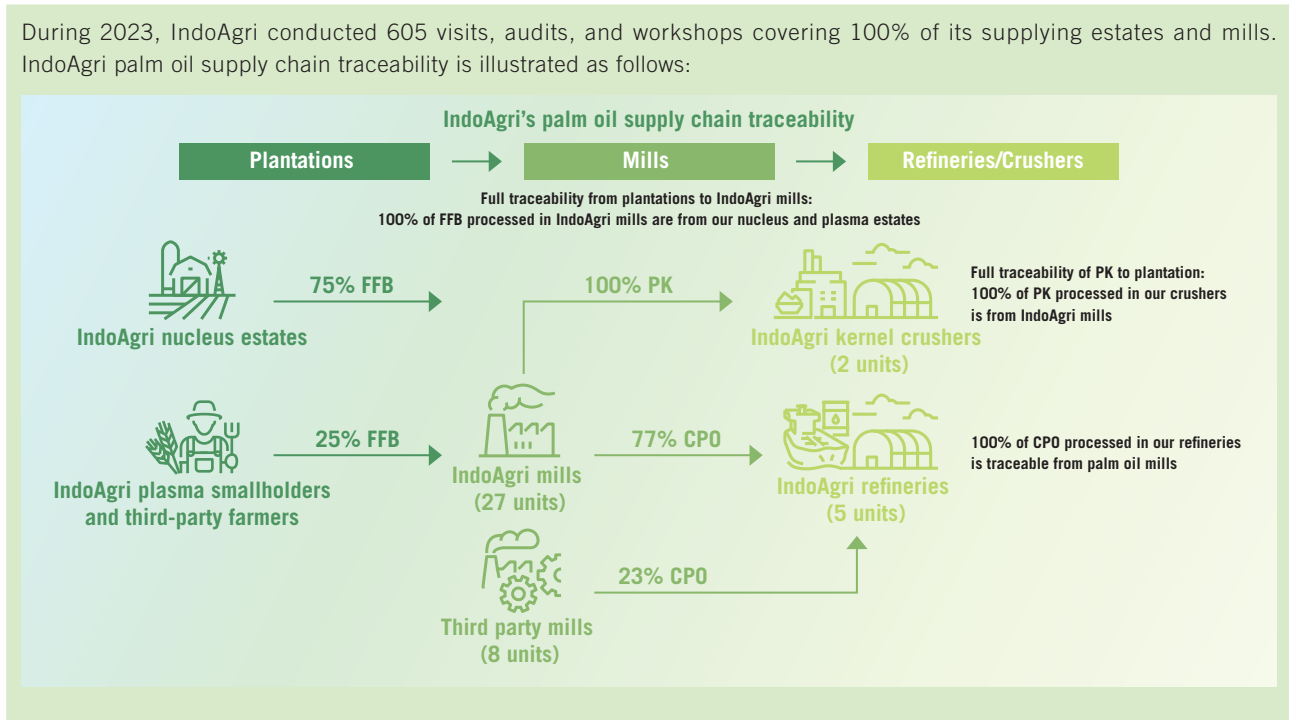 During 2023, IndoAgri conducted 605 visits, audits, and workshops covering 100% of its supplying estates and mills.
IndoAgri palm oil supply chain traceability is illustrated as follows:
IndoAgri's palm oil supply chain traceability
Plantations
Mills
Refineries/Crushers
Full traceability from plantations to IndoAgri mills:
100% of FFB processed in IndoAgri mills are from our nucleus and plasma estates
75% FFB
IndoAgri nucleus estates
100% PK
IndoAgri kernel crushers
(2 units)
Full traceability of PK to plantation:
100% of PK processed in our crushers
is from IndoAgri mills
25% FFB
IndoAgri plasma smallholders
and third-party farmers
IndoAgri mills
(27 units)
77% CPO
IndoAgri refineries
(5 units)
100% of CPO processed in our refineries
is traceable from palm oil mills
23% CPO
Third party mills
(8 units)